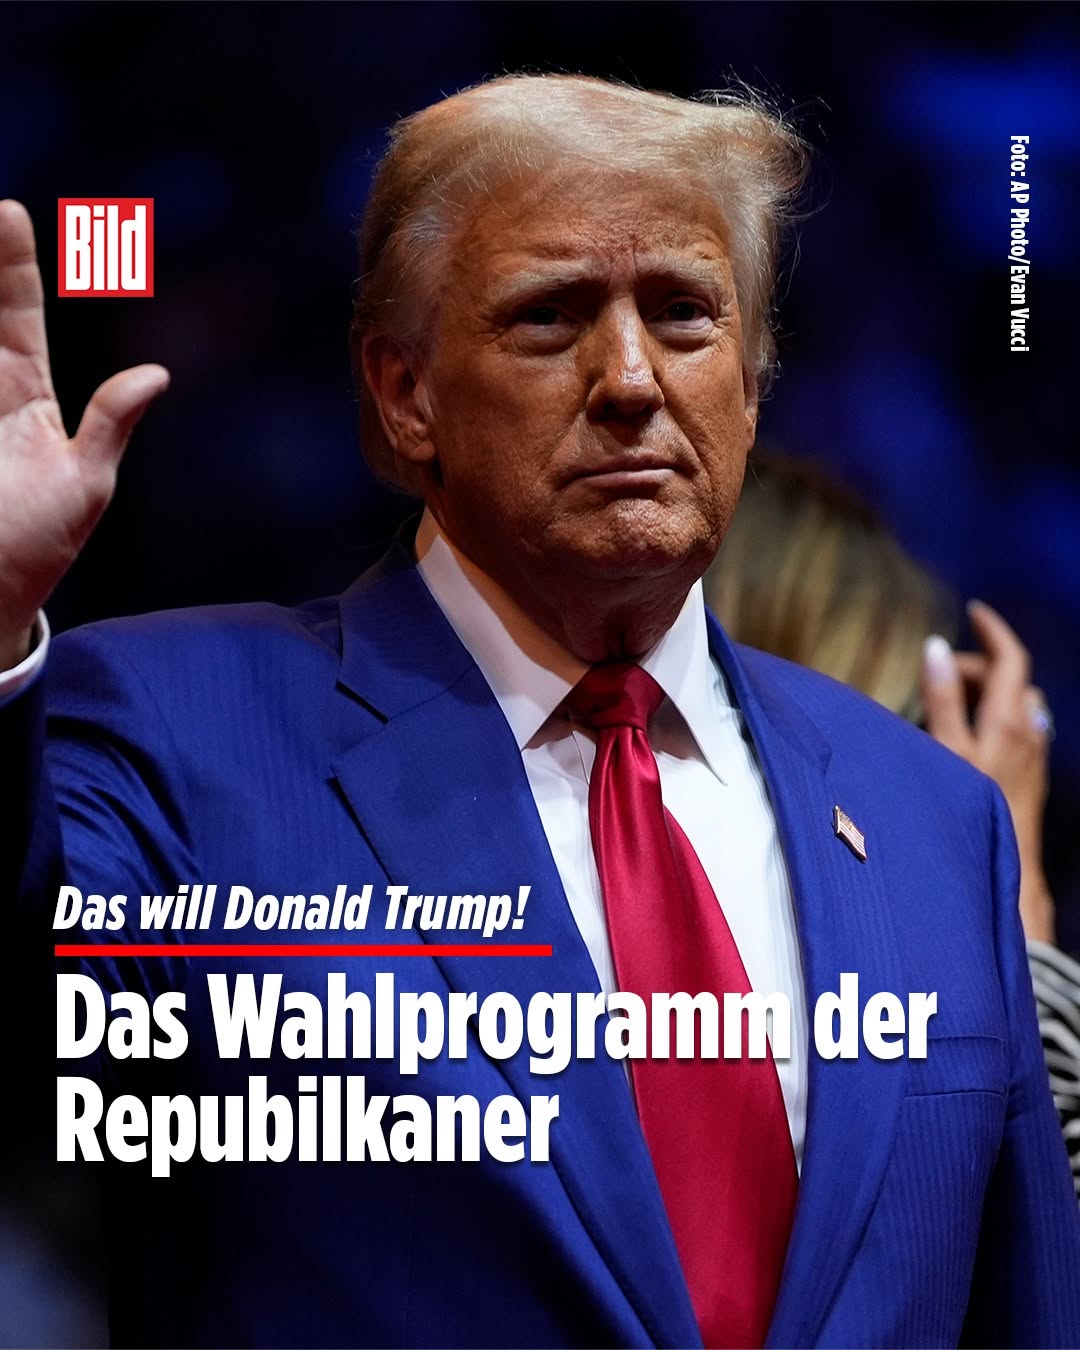 Bild
Foto: AP Photo/Evan Vucci
Das will Donald Trump!
Das Wahlprogramm der
Repubilkaner